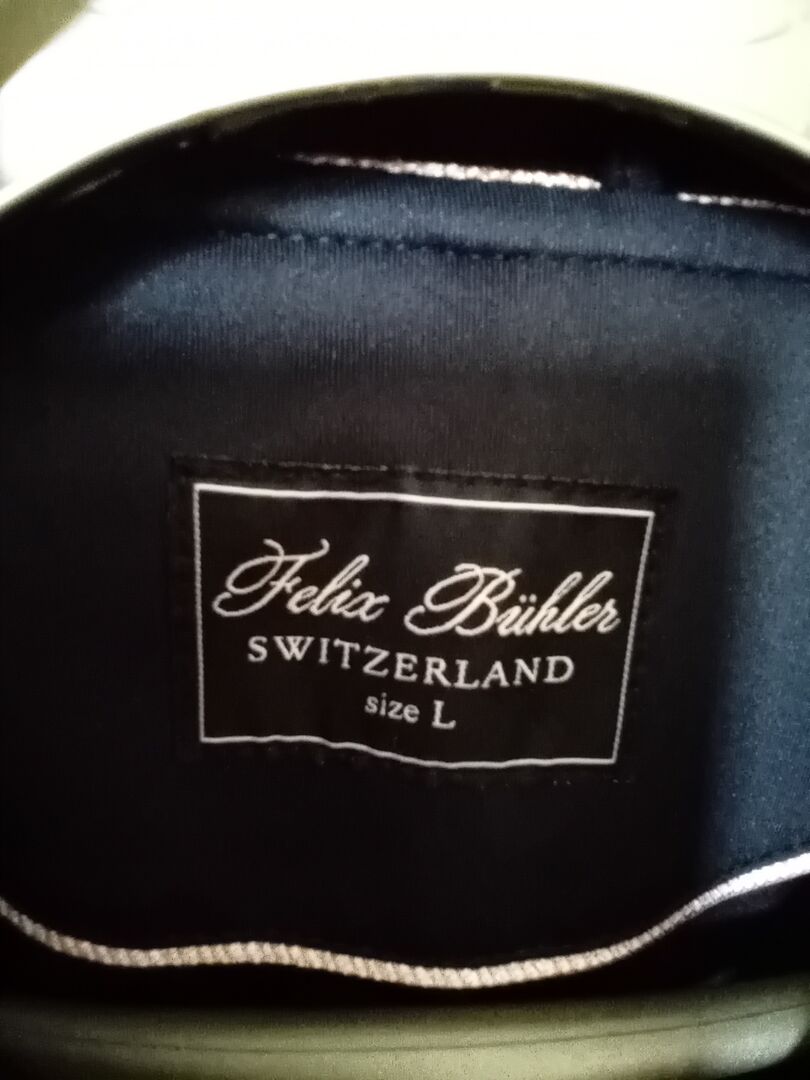 Felix Bühler
SWITZERLAND
size L